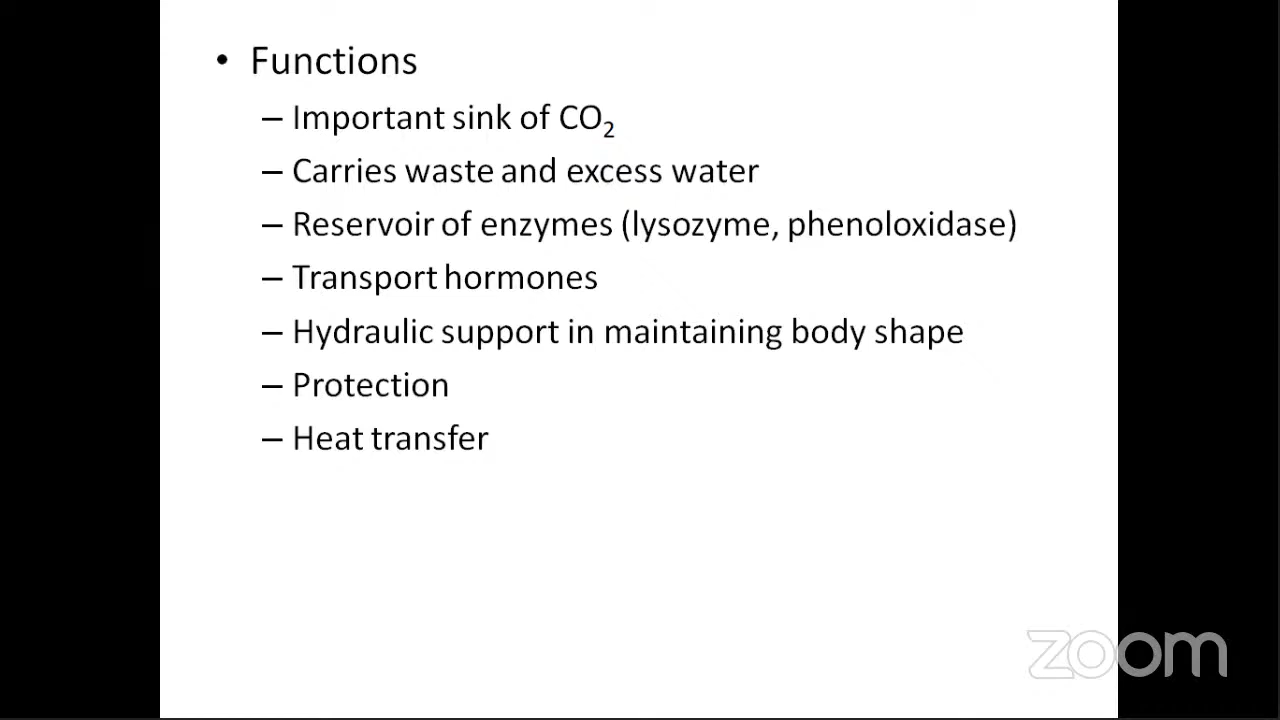 • Functions
– Important sink of CO₂
– Carries waste and excess water
– Reservoir of enzymes (lysozyme, phenoloxidase)
– Transport hormones
– Hydraulic support in maintaining body shape
– Protection
– Heat transfer
zoom